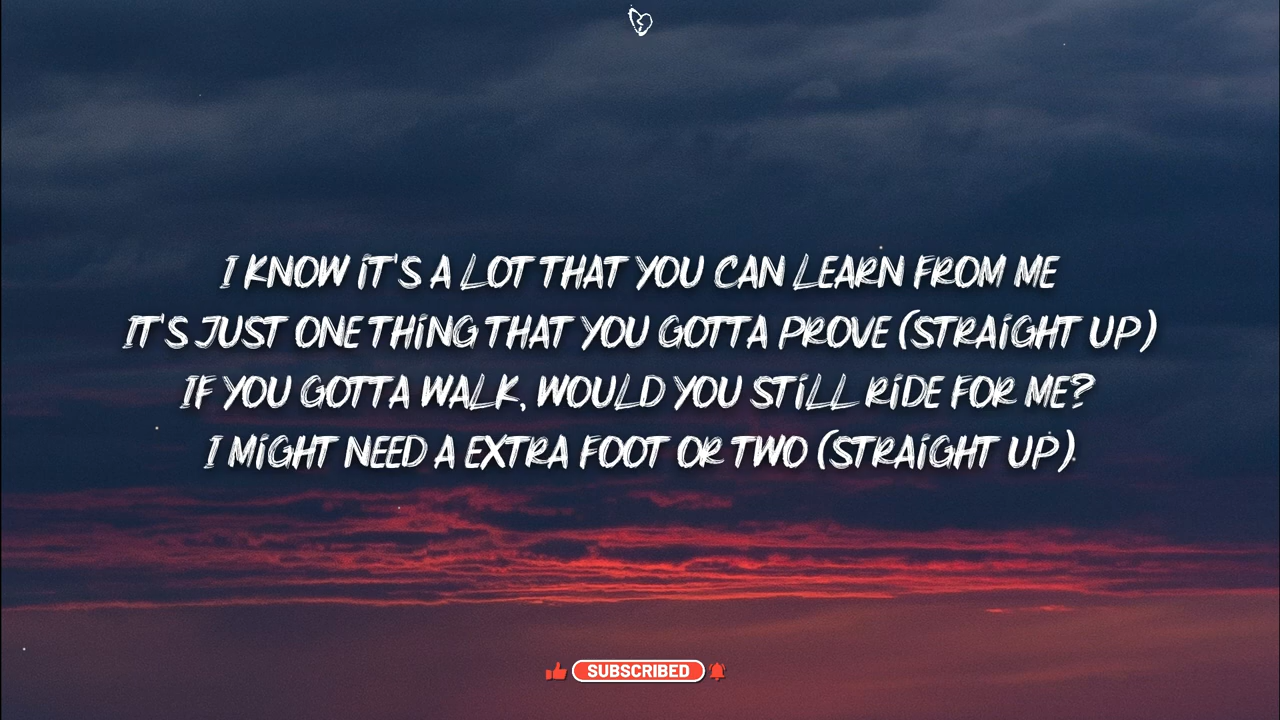 I KNOW IT'S A LOT THAT YOU CAN LEARN FROM ME
IT'S JUST ONE THING THAT YOU GOTTA PROVE (STRAIGHT UP)
IF YOU GOTTA WALK, WOULD YOU STILL RIDE FOR ME?
I MIGHT NEED A EXTRA FOOT OR TWO (STRAIGHT UP)
SUBSCRIBED